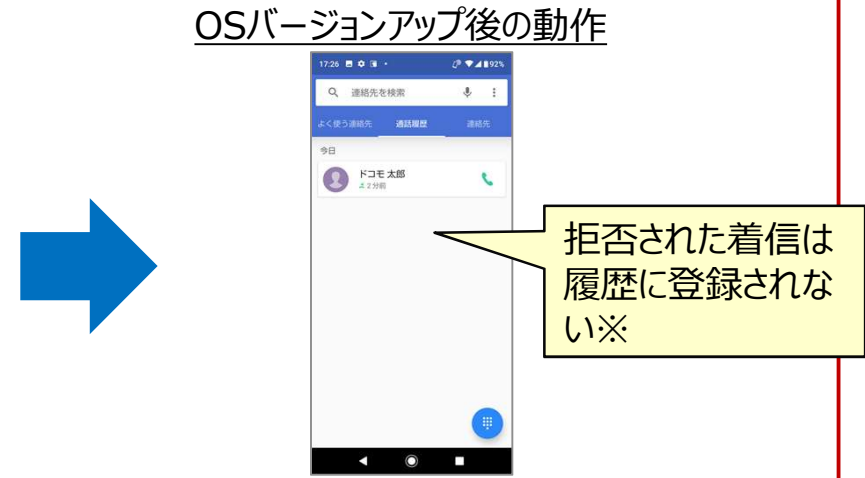 OSバージョンアップ後の動作
17:26 92%
連絡先を検索
よく使う連絡先 通話履歴 連絡先
今日
ドコモ 太郎
2 分前
拒否された着信は
履歴に登録されな
い※